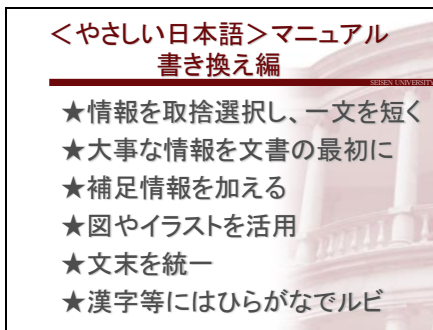 ＜やさしい日本語＞マニュアル
書き換え編
SEISEN UNIVERSITY
★情報を取捨選択し、一文を短く
★大事な情報を文書の最初に
★補足情報を加える
★図やイラストを活用
★文末を統一
★漢字等にはひらがなでルビ